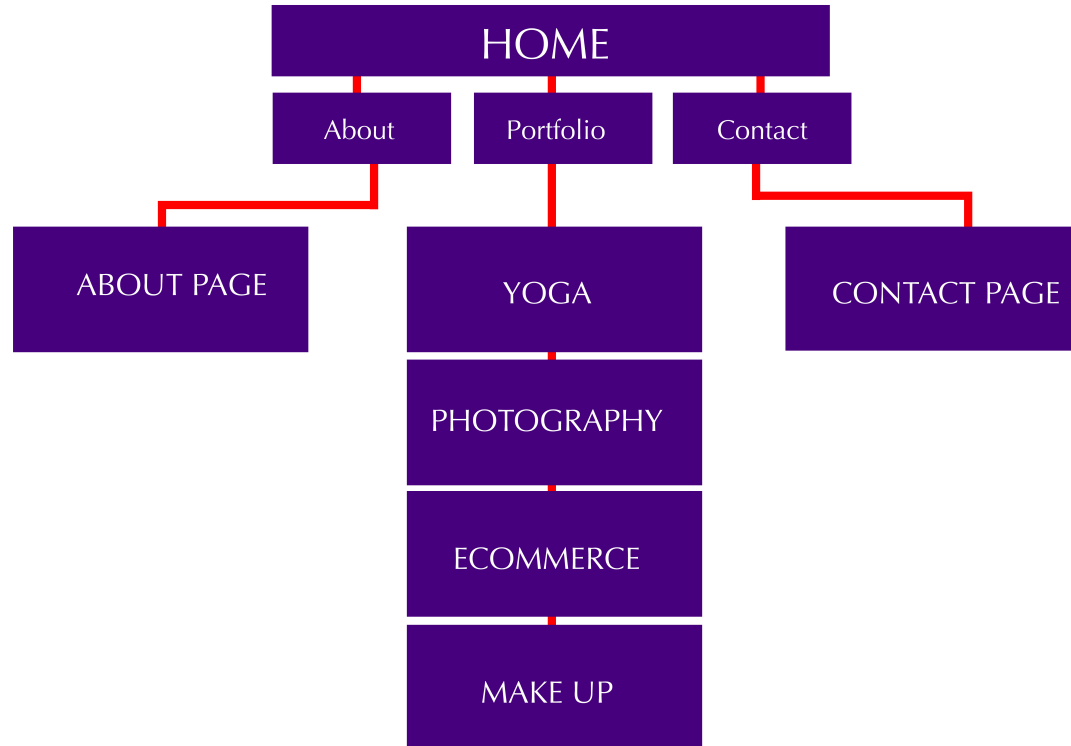 HOME
About
Portfolio
Contact
ABOUT PAGE
YOGA
CONTACT PAGE
PHOTOGRAPHY
ECOMMERCE
MAKE UP